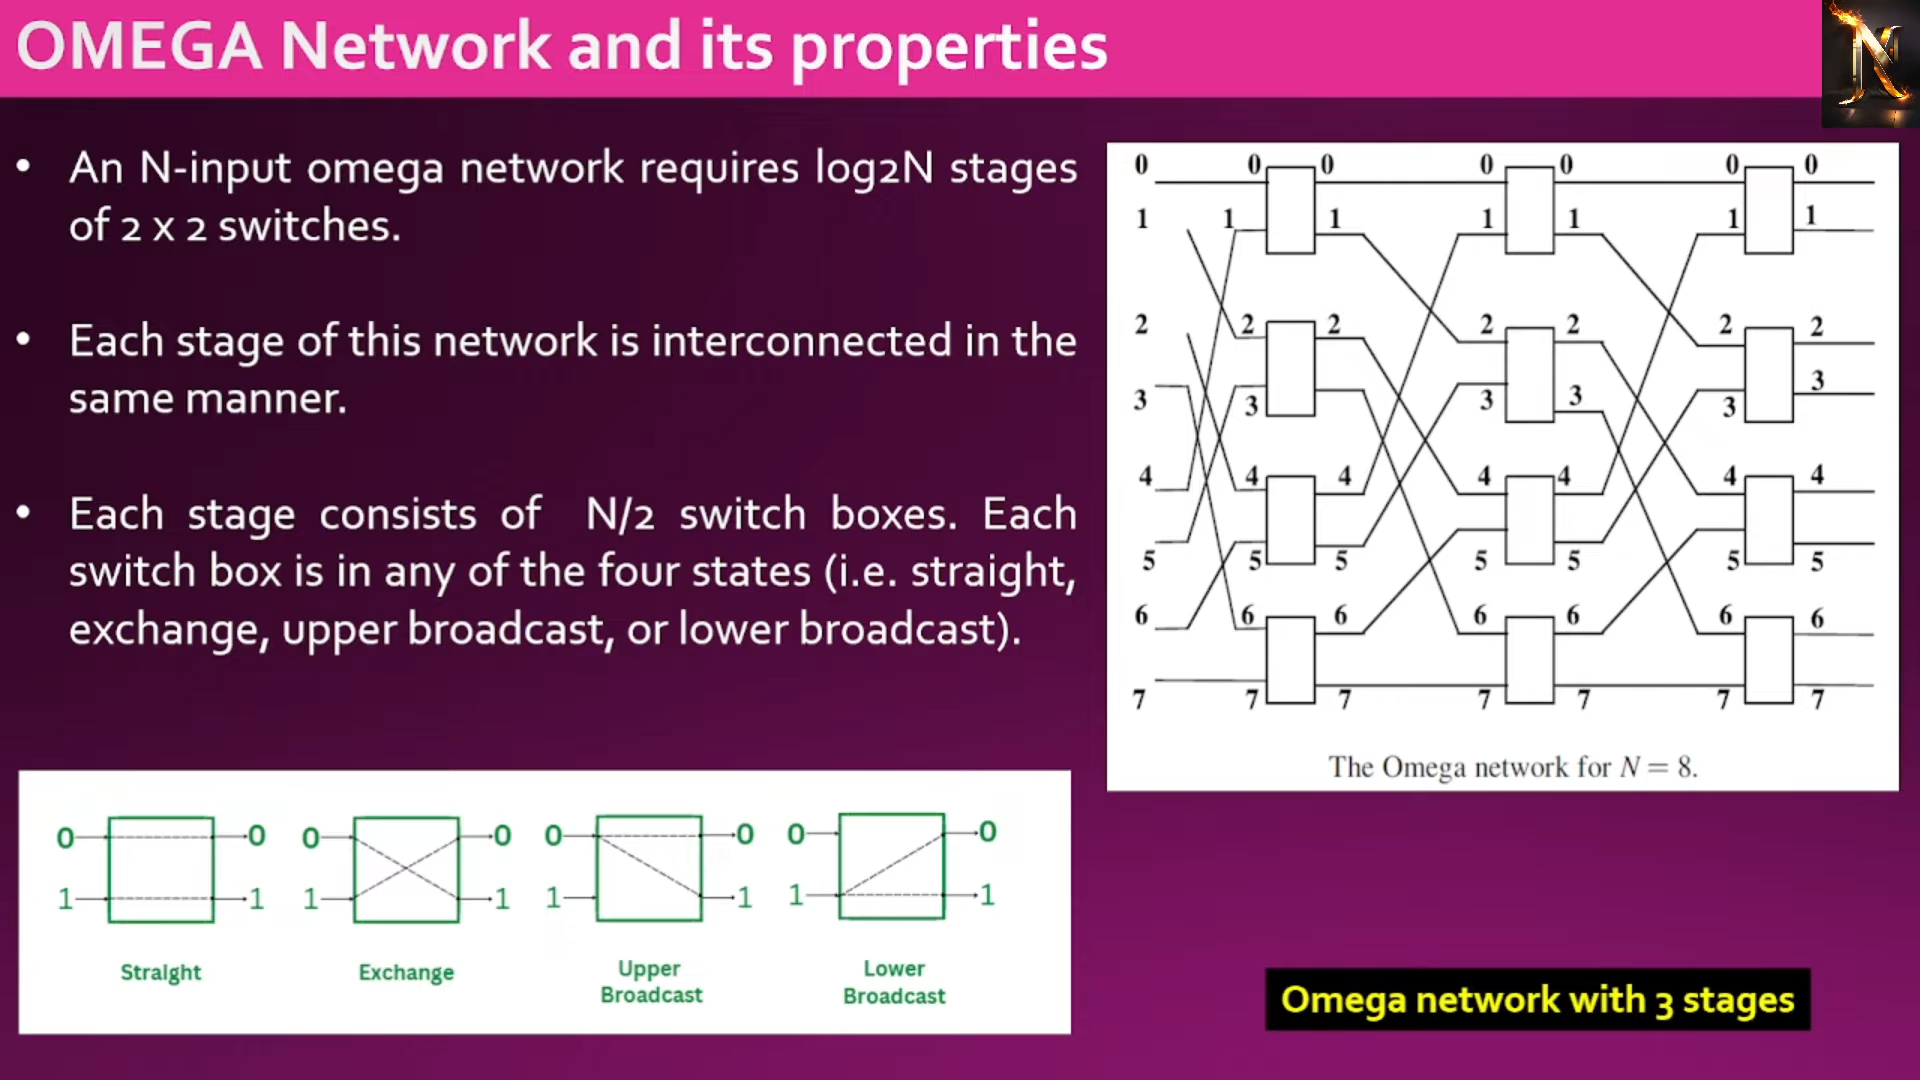 OMEGA Network and its properties
N
• An N-input omega network requires log2N stages
of 2 x 2 switches.
• Each stage of this network is interconnected in the
same manner.
• Each stage consists of N/2 switch boxes. Each
switch box is in any of the four states (i.e. straight,
exchange, upper broadcast, or lower broadcast).
0 0 0 0 0 0 0
1 1 1 1 1 1 1
2 2 2 2 2 2 2
3 3 3 3 3 3
4 4 4 4 4 4 4
5 5 5 5 5 5 5
6 6 6 6 6 6 6
7 7 7 7 7 7 7
The Omega network for N = 8.
0 0 0 0 0 0 0 0
1 1 1 1 1 1 1 1
Straight Exchange Upper Lower
Broadcast Broadcast
Omega network with 3 stages